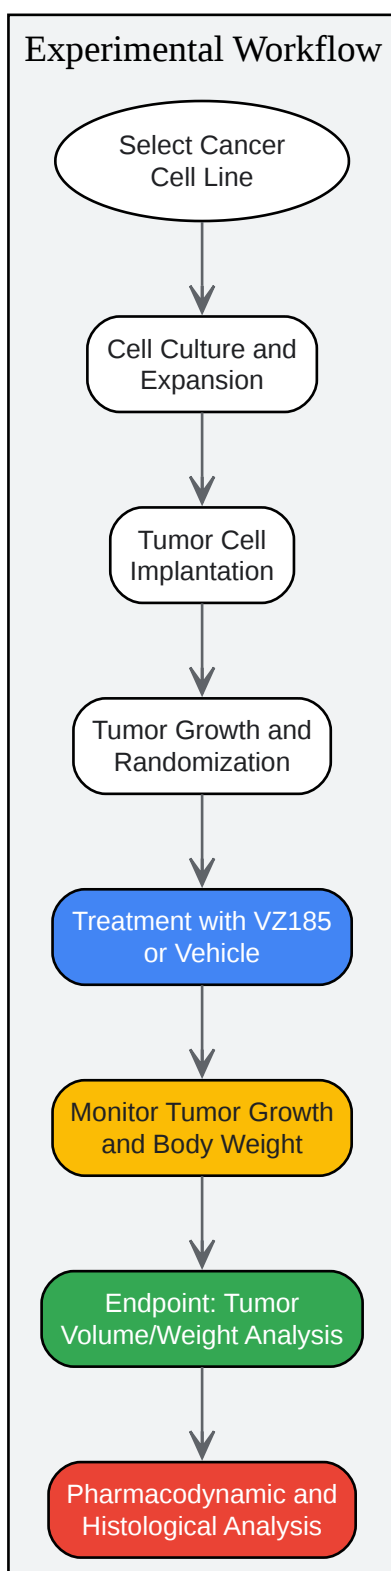 Experimental Workflow
Select Cancer
Cell Line
Cell Culture and
Expansion
Tumor Cell
Implantation
Tumor Growth and
Randomization
Treatment with VZ185
or Vehicle
Monitor Tumor Growth
and Body Weight
Endpoint: Tumor
Volume/Weight Analysis
Pharmacodynamic and
Histological Analysis